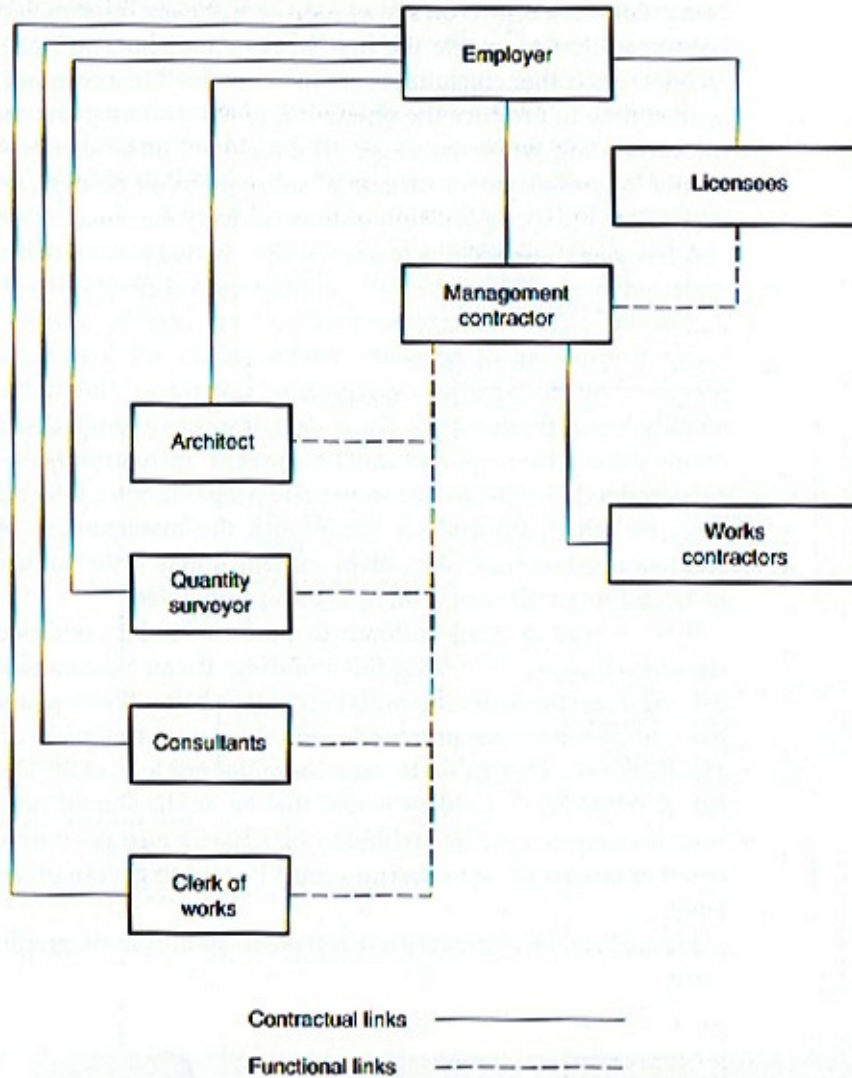 Employer
Licensees
Management
contractor
Architect
Works
contractors
Quantity
surveyor
Consultants
Clerk of
works
Contractual links
Functional links